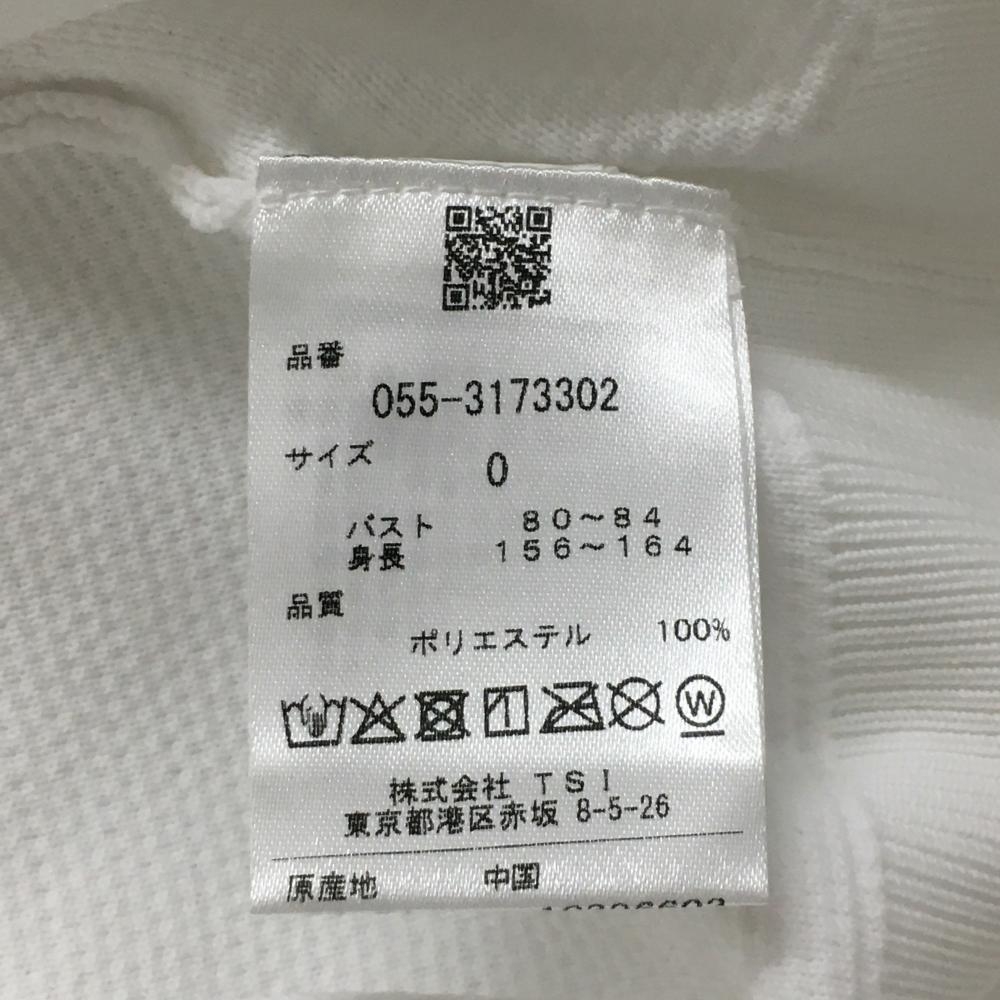 品番
055-3173302
サイズ 0
バスト 80～84
身長 156～164
品質
ポリエステル 100%
W
株式会社 TSI
東京都港区赤坂 8-5-26
原産地 中国